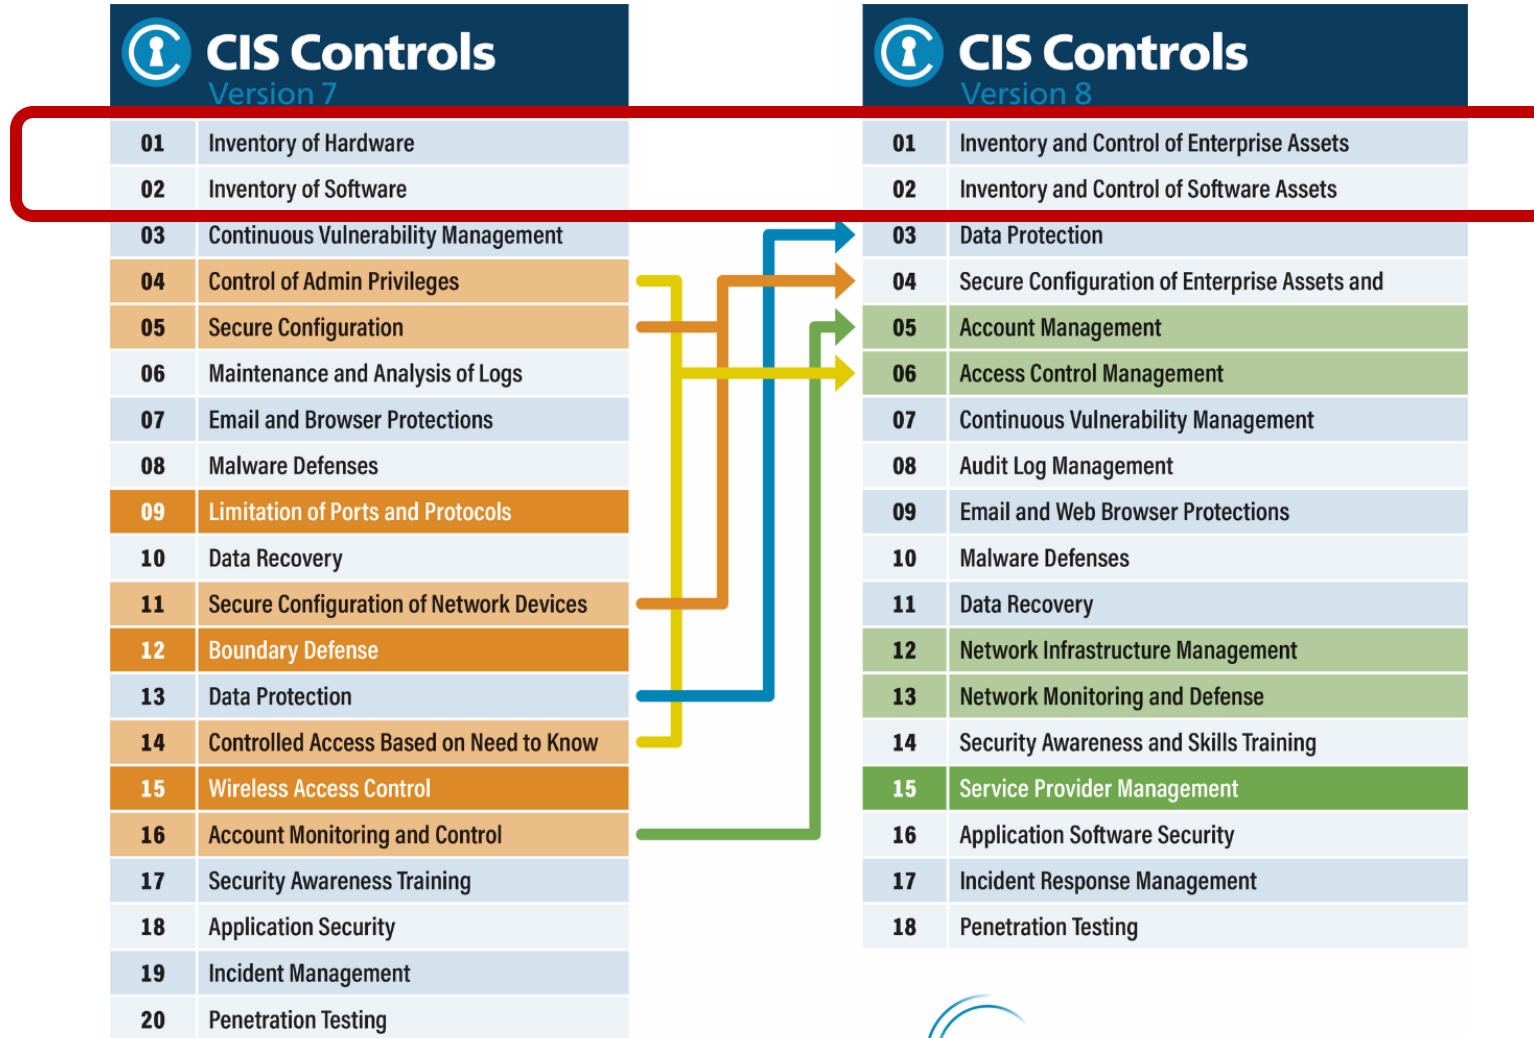 CIS Controls
Version 7
01 Inventory of Hardware
02 Inventory of Software
03 Continuous Vulnerability Management
04 Control of Admin Privileges
05 Secure Configuration
06 Maintenance and Analysis of Logs
07 Email and Browser Protections
08 Malware Defenses
09 Limitation of Ports and Protocols
10 Data Recovery
11 Secure Configuration of Network Devices
12 Boundary Defense
13 Data Protection
14 Controlled Access Based on Need to Know
15 Wireless Access Control
16 Account Monitoring and Control
17 Security Awareness Training
18 Application Security
19 Incident Management
20 Penetration Testing
CIS Controls
Version 8
01 Inventory and Control of Enterprise Assets
02 Inventory and Control of Software Assets
03 Data Protection
04 Secure Configuration of Enterprise Assets and
05 Account Management
06 Access Control Management
07 Continuous Vulnerability Management
08 Audit Log Management
09 Email and Web Browser Protections
10 Malware Defenses
11 Data Recovery
12 Network Infrastructure Management
13 Network Monitoring and Defense
14 Security Awareness and Skills Training
15 Service Provider Management
16 Application Software Security
17 Incident Response Management
18 Penetration Testing